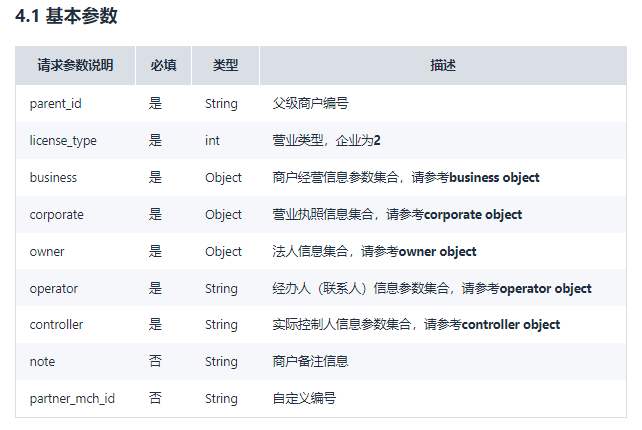 4.1 基本参数
请求参数说明 必填 类型 描述
parent_id 是 String 父级商户编号
license_type 是 int 营业类型，企业为2
business 是 Object 商户经营信息参数集合，请参考business object
corporate 是 Object 营业执照信息集合，请参考corporate object
owner 是 Object 法人信息集合，请参考owner object
operator 是 String 经办人（联系人）信息参数集合，请参考operator object
controller 是 String 实际控制人信息参数集合，请参考controller object
note 否 String 商户备注信息
partner_mch_id 否 String 自定义编号